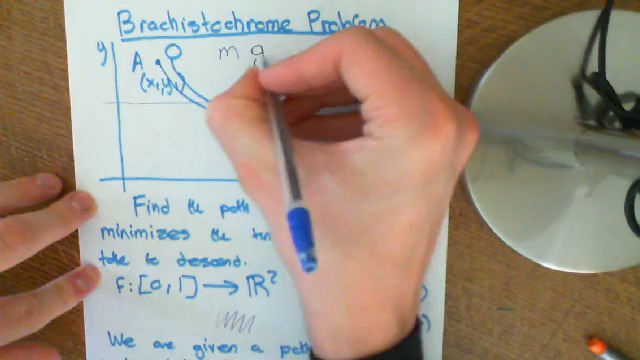 Brachistochrone Problem
y A m g
(x₁, y₁)
Find the path
minimizes the
take to descend.
f: [0, 1] → ℝ²
We are given a path